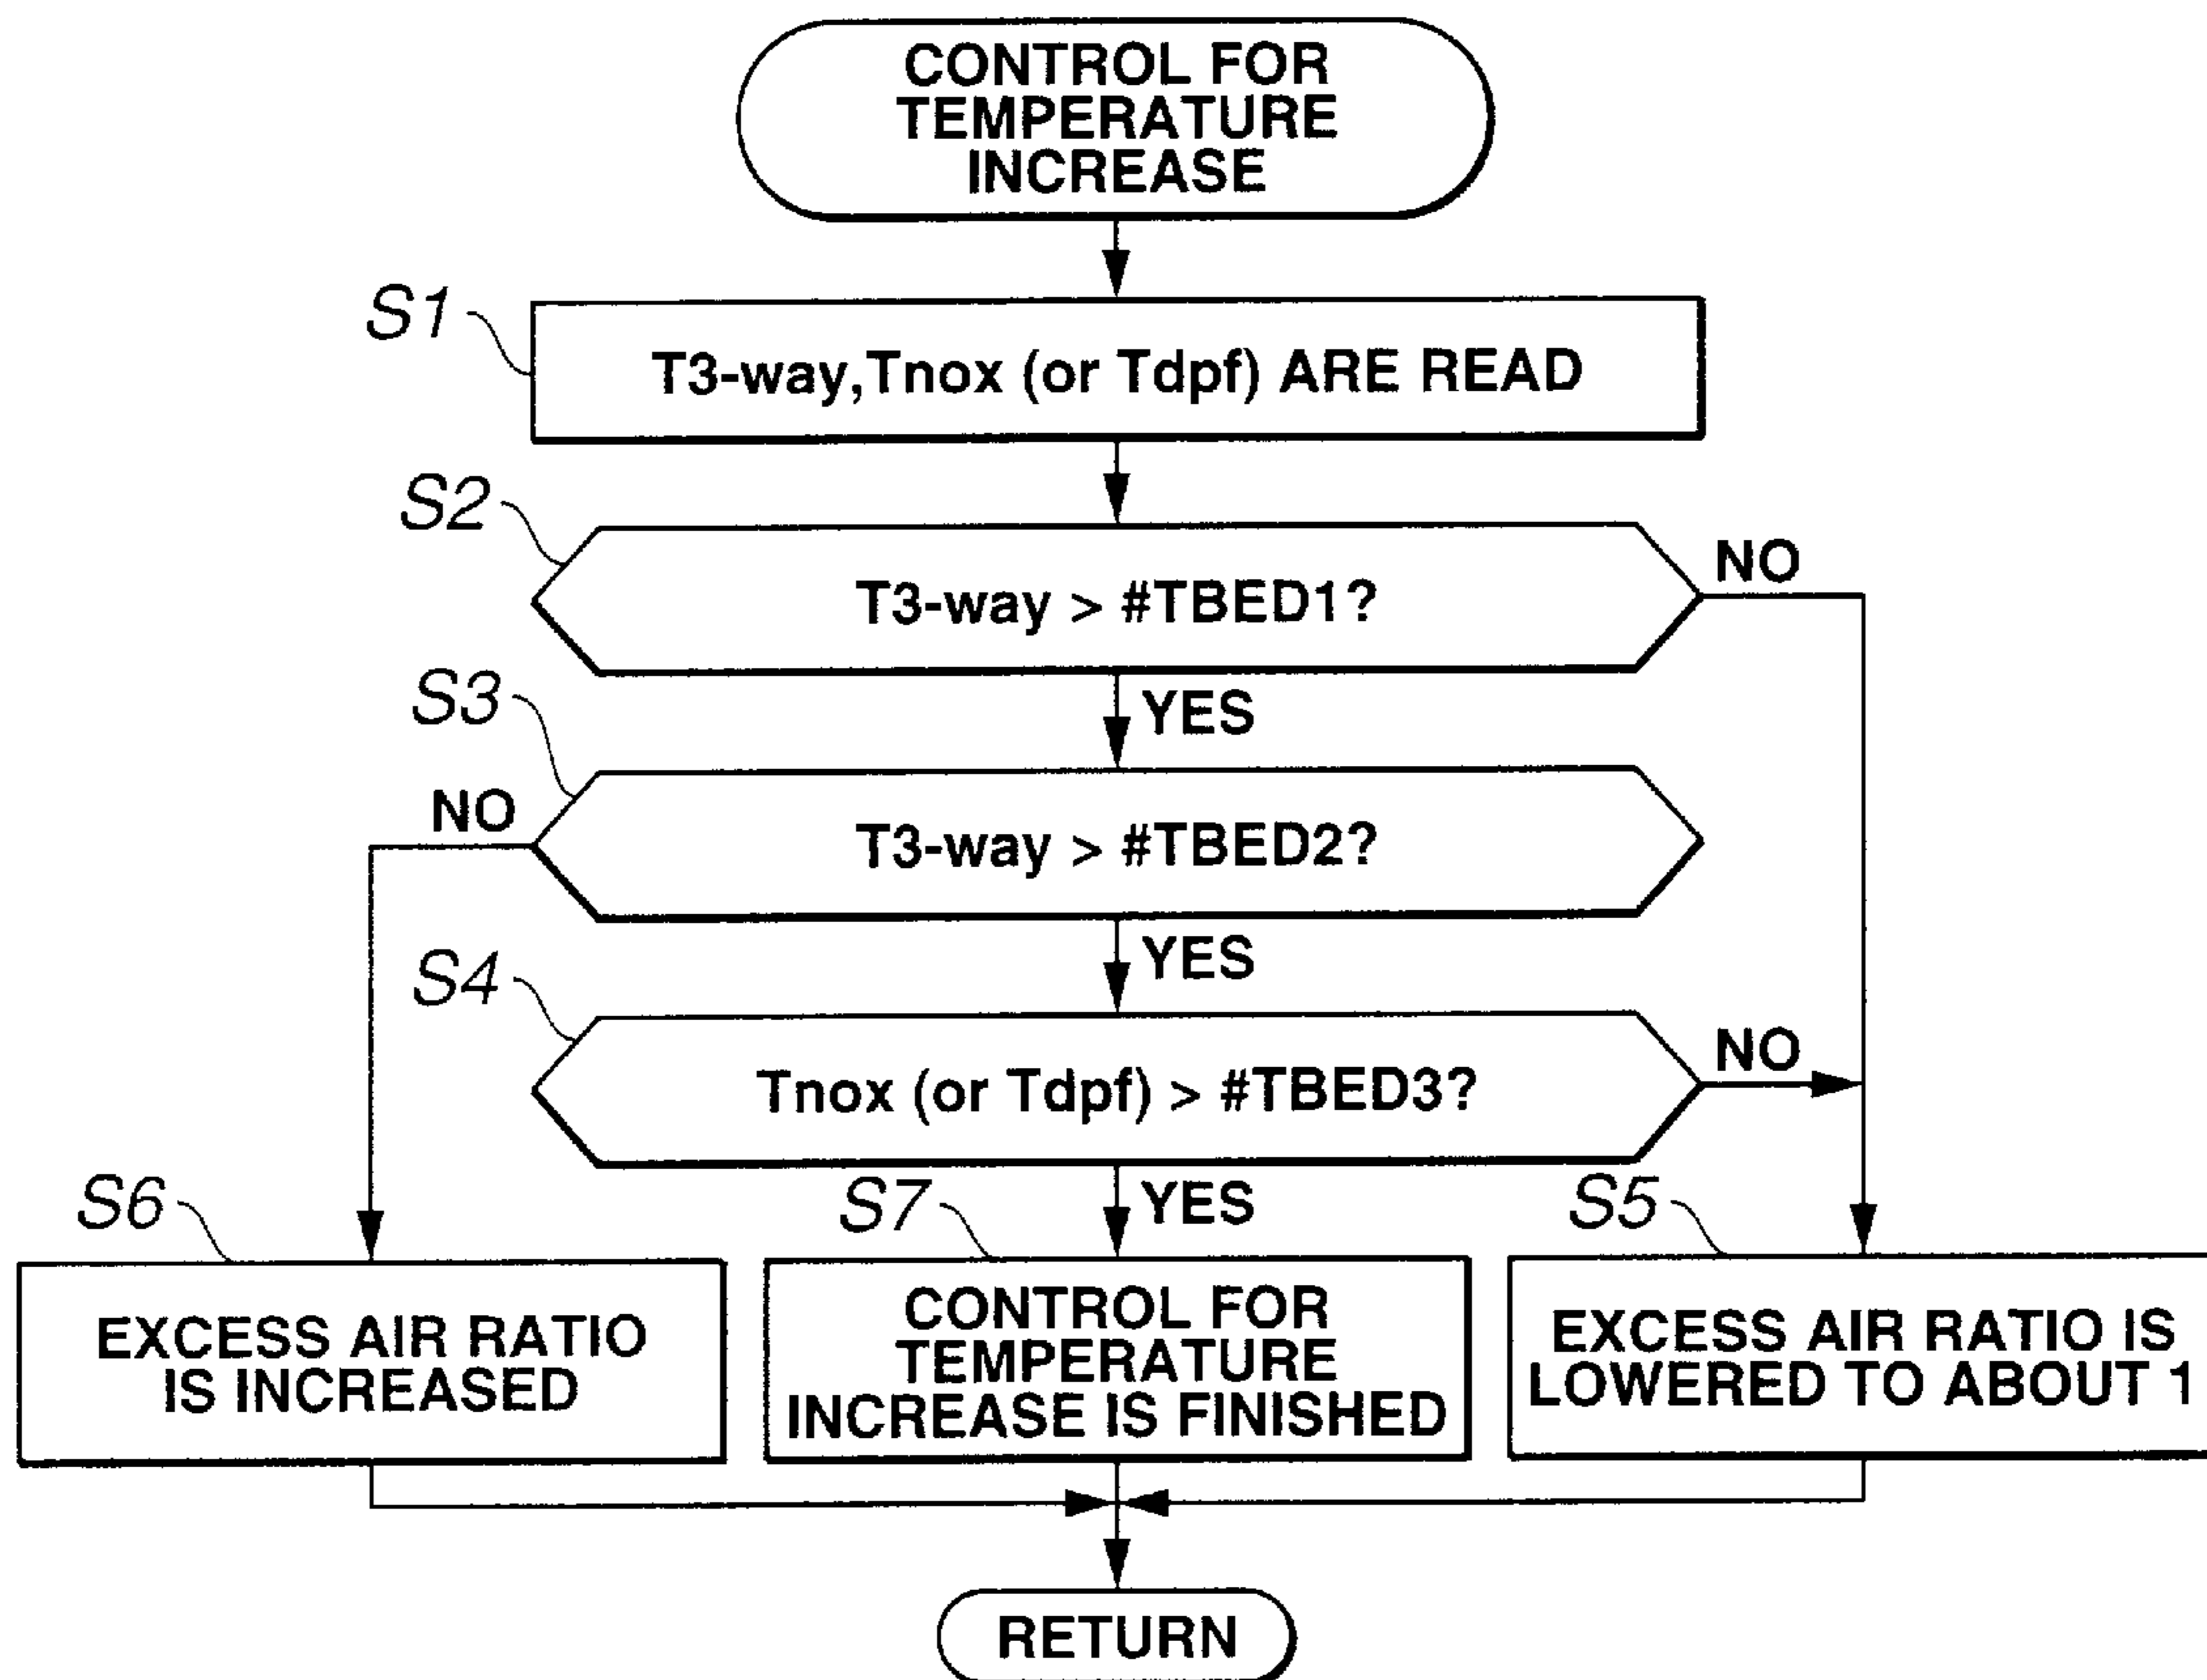 CONTROL FOR
TEMPERATURE
INCREASE
S1
T3-way,Tnox (or Tdpf) ARE READ
S2
T3-way > #TBED1?
NO
YES
S3
NO
T3-way > #TBED2?
YES
S4
Tnox (or Tdpf) > #TBED3?
NO
YES
S6
EXCESS AIR RATIO
IS INCREASED
S7
CONTROL FOR
TEMPERATURE
INCREASE IS FINISHED
S5
EXCESS AIR RATIO IS
LOWERED TO ABOUT 1
RETURN